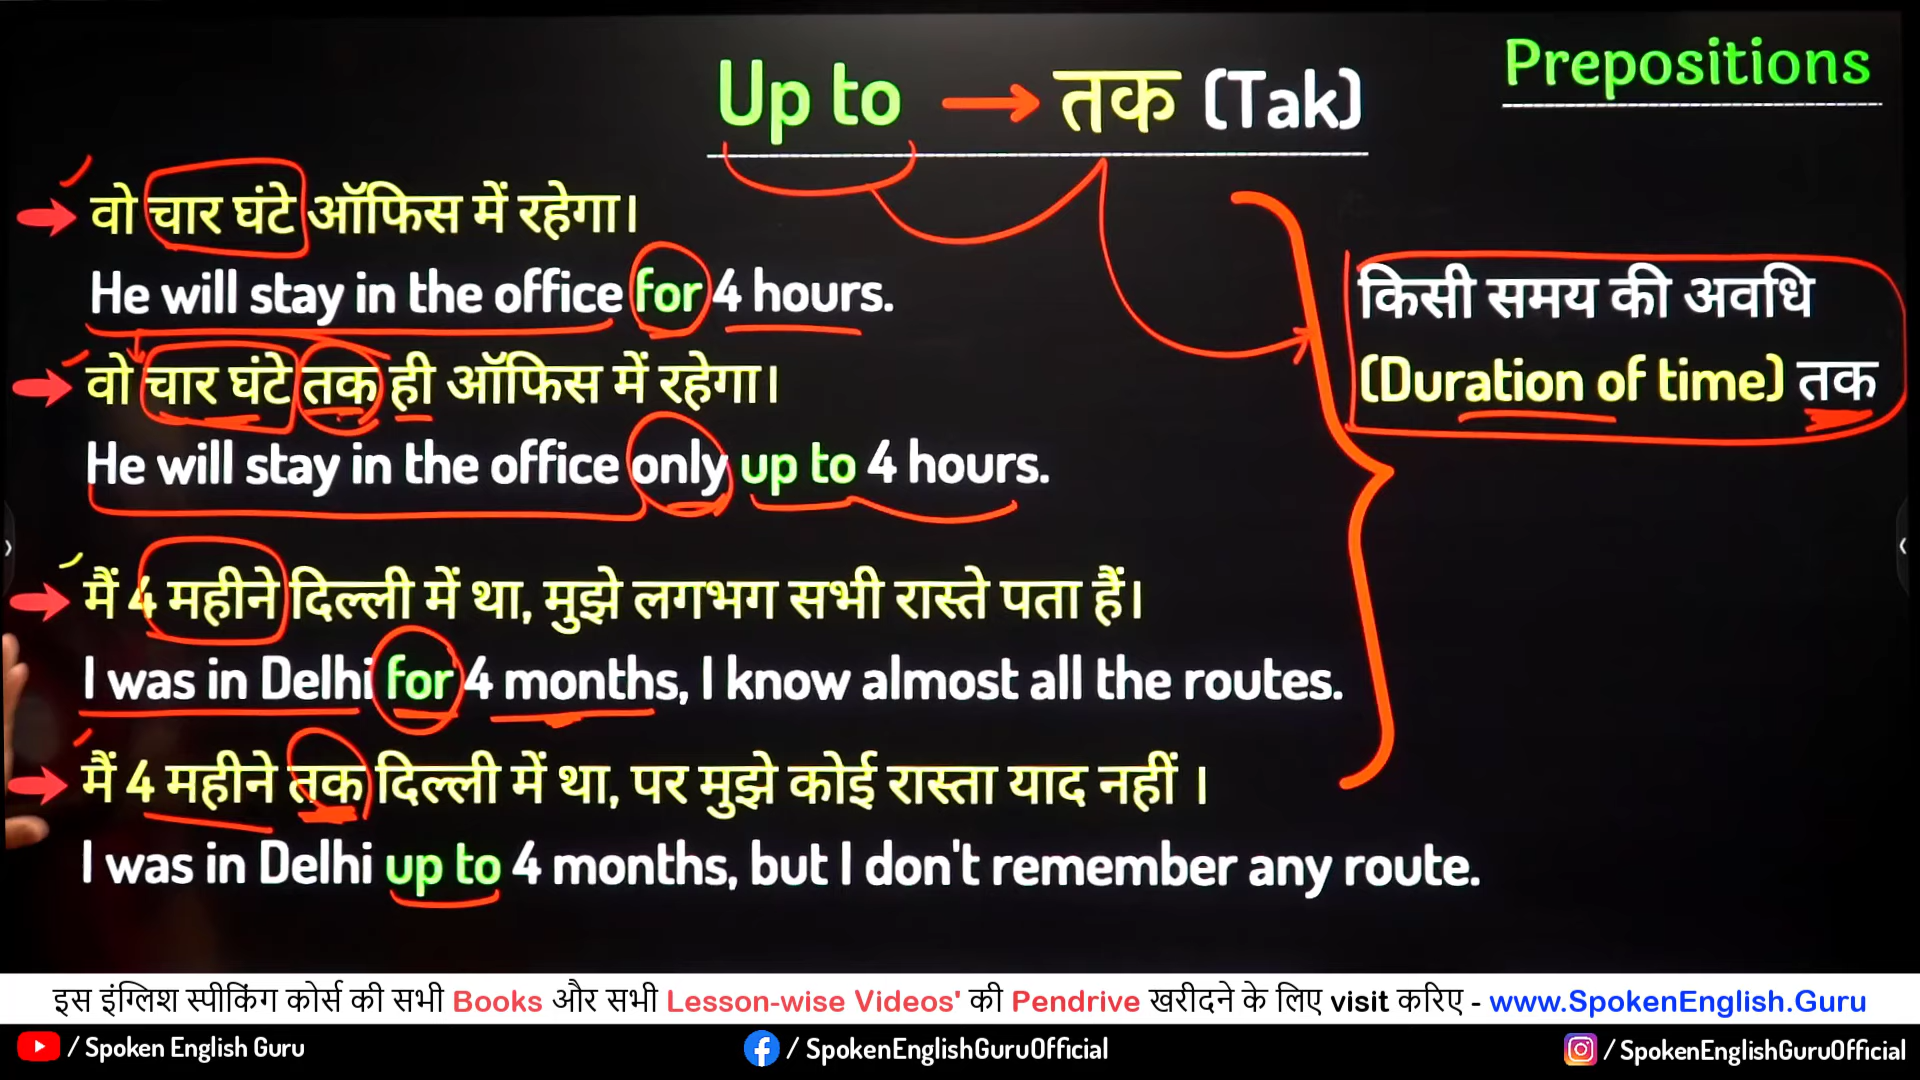 Prepositions
Up to → तक (Tak)
वो चार घंटे ऑफिस में रहेगा।
He will stay in the office for 4 hours.
वो चार घंटे तक ही ऑफिस में रहेगा।
He will stay in the office only up to 4 hours.
मैं 4 महीने दिल्ली में था, मुझे लगभग सभी रास्ते पता हैं।
I was in Delhi for 4 months, I know almost all the routes.
मैं 4 महीने तक दिल्ली में था, पर मुझे कोई रास्ता याद नहीं ।
I was in Delhi up to 4 months, but I don't remember any route.
किसी समय की अवधि
(Duration of time) तक
इस इंग्लिश स्पीकिंग कोर्स की सभी Books और सभी Lesson-wise Videos' की Pendrive खरीदने के लिए visit करिए - www.SpokenEnglish.Guru
/ Spoken English Guru
/ SpokenEnglishGuruOfficial
/ SpokenEnglishGuruOfficial